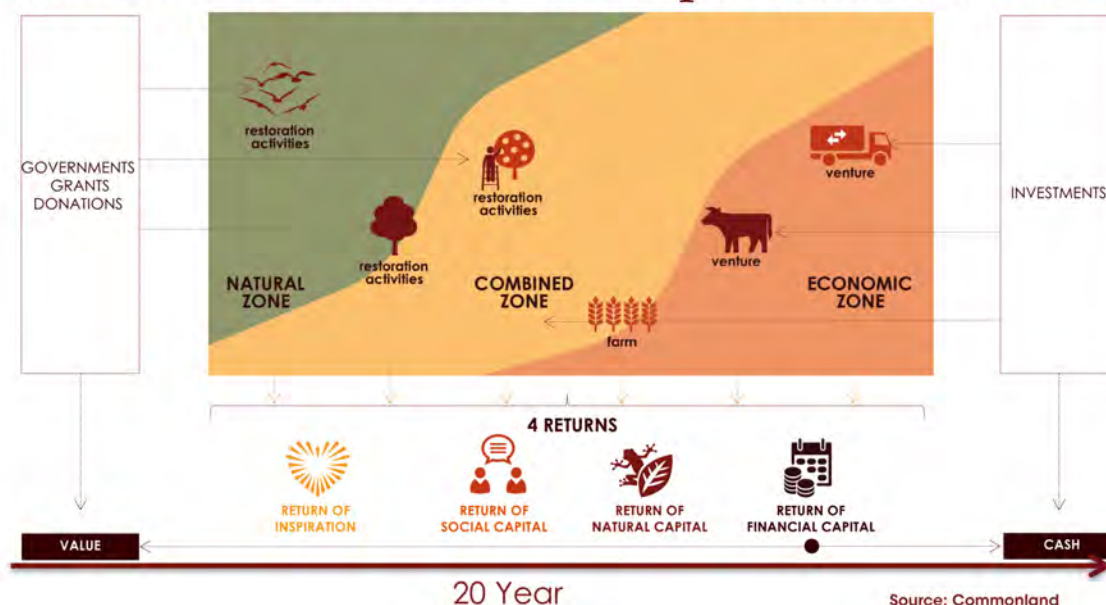 GOVERNMENTS
GRANTS
DONATIONS
restoration
activities
restoration
activities
restoration
activities
venture
venture
farm
NATURAL
ZONE
COMBINED
ZONE
ECONOMIC
ZONE
INVESTMENTS
4 RETURNS
RETURN OF
INSPIRATION
RETURN OF
SOCIAL CAPITAL
RETURN OF
NATURAL CAPITAL
RETURN OF
FINANCIAL CAPITAL
VALUE
CASH
20 Year
Source: Commonland